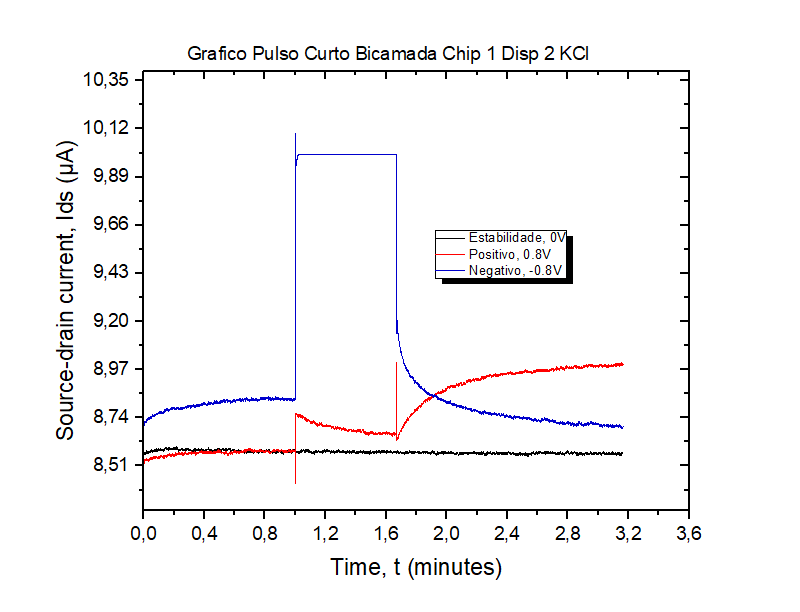 Grafico Pulso Curto Bicamada Chip 1 Disp 2 KCl
10,35
10,12
9,89
9,66
9,43
9,20
8,97
8,74
8,51
Source-drain current, Ids (µA)
Estabilidade, 0V
Positivo, 0.8V
Negativo, -0.8V
0,0 0,4 0,8 1,2 1,6 2,0 2,4 2,8 3,2 3,6
Time, t (minutes)